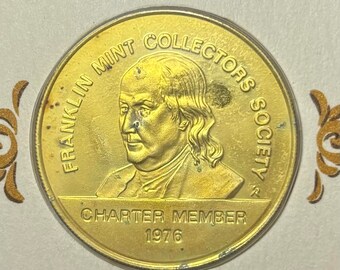 FRANKLIN MINT COLLECTORS SOCIETY
CHARTER MEMBER
1976